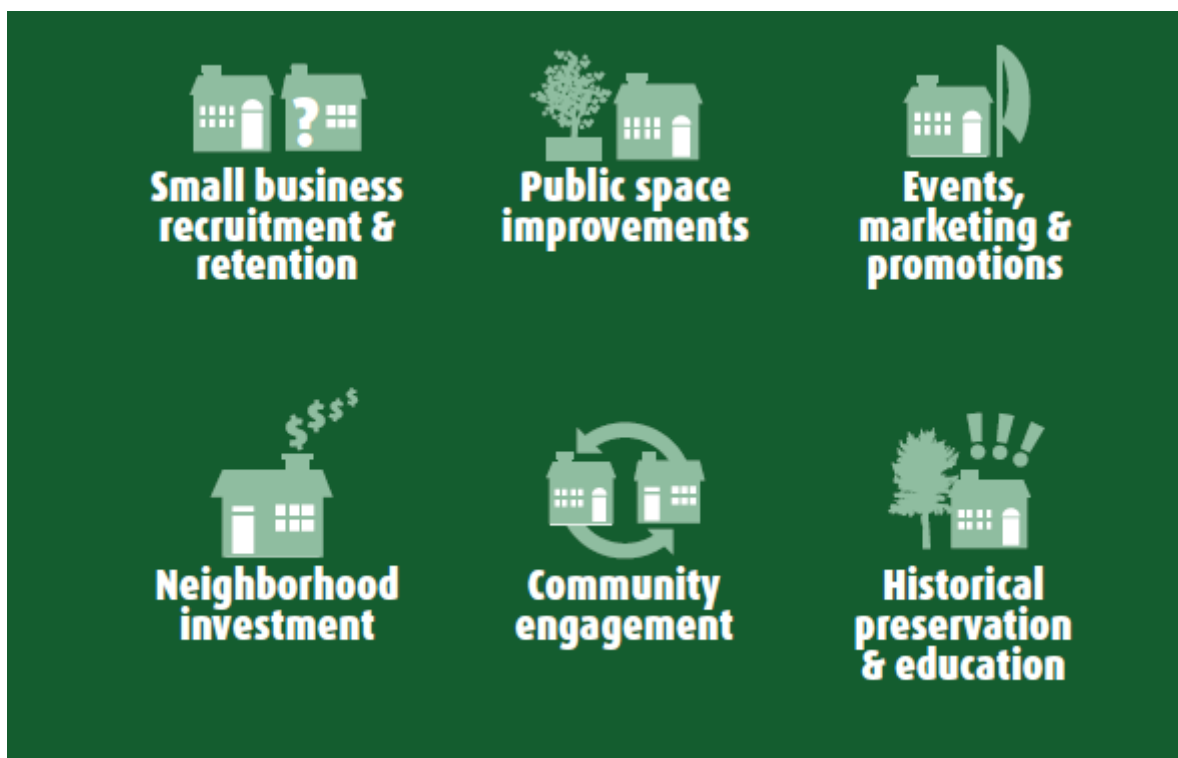 ?
Small business
recruitment &
retention
Public space
improvements
Events,
marketing &
promotions
$$$$
Neighborhood
investment
Community
engagement
!!!
Historical
preservation
& education